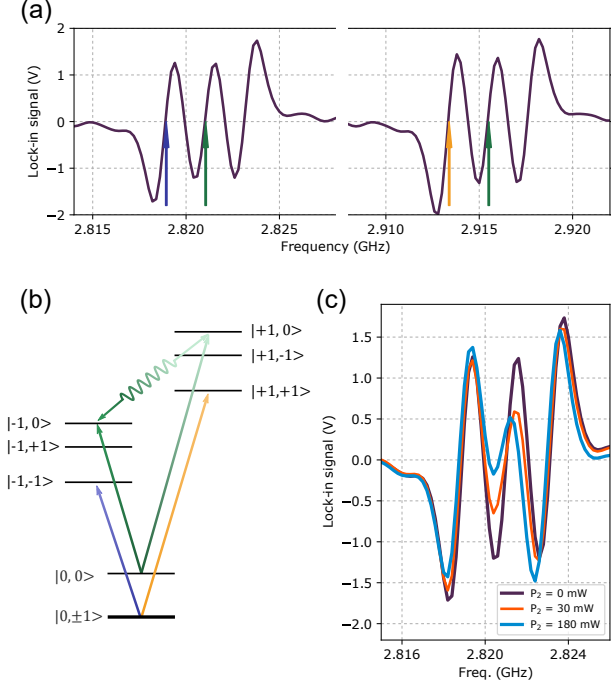 (a)
Lock-in signal (V)
2
1
0
−1
−2
2.815 2.820 2.825 2.910 2.915 2.920
Frequency (GHz)
(b)
|+1,0>
|+1,-1>
|+1,+1>
|-1,0>
|-1,+1>
|-1,-1>
|0,0>
|0,±1>
(c)
Lock-in signal (V)
1.5
1.0
0.5
0.0
−0.5
−1.0
−1.5
−2.0
P₂ = 0 mW
P₂ = 30 mW
P₂ = 180 mW
2.816 2.820 2.824
Freq. (GHz)